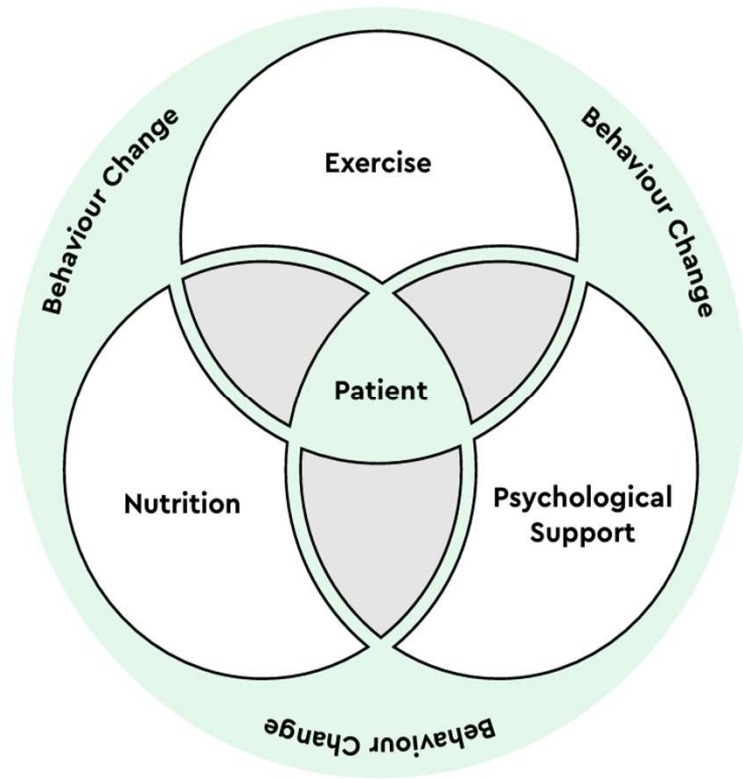 Behaviour Change
Behaviour Change
Exercise
Patient
Nutrition
Psychological
Support
Behaviour Change